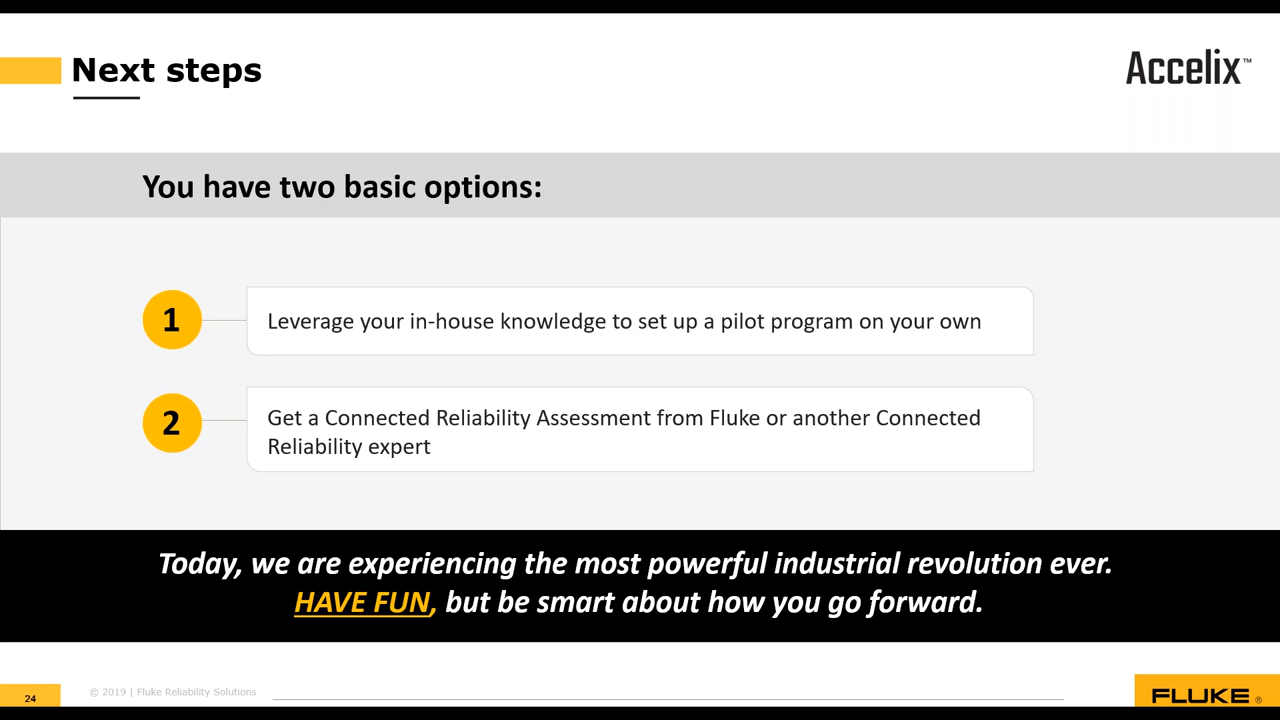 Next steps
Accelix™
You have two basic options:
1
Leverage your in-house knowledge to set up a pilot program on your own
2
Get a Connected Reliability Assessment from Fluke or another Connected
Reliability expert
Today, we are experiencing the most powerful industrial revolution ever.
HAVE FUN, but be smart about how you go forward.
24
© 2019 | Fluke Reliability Solutions
FLUKE®